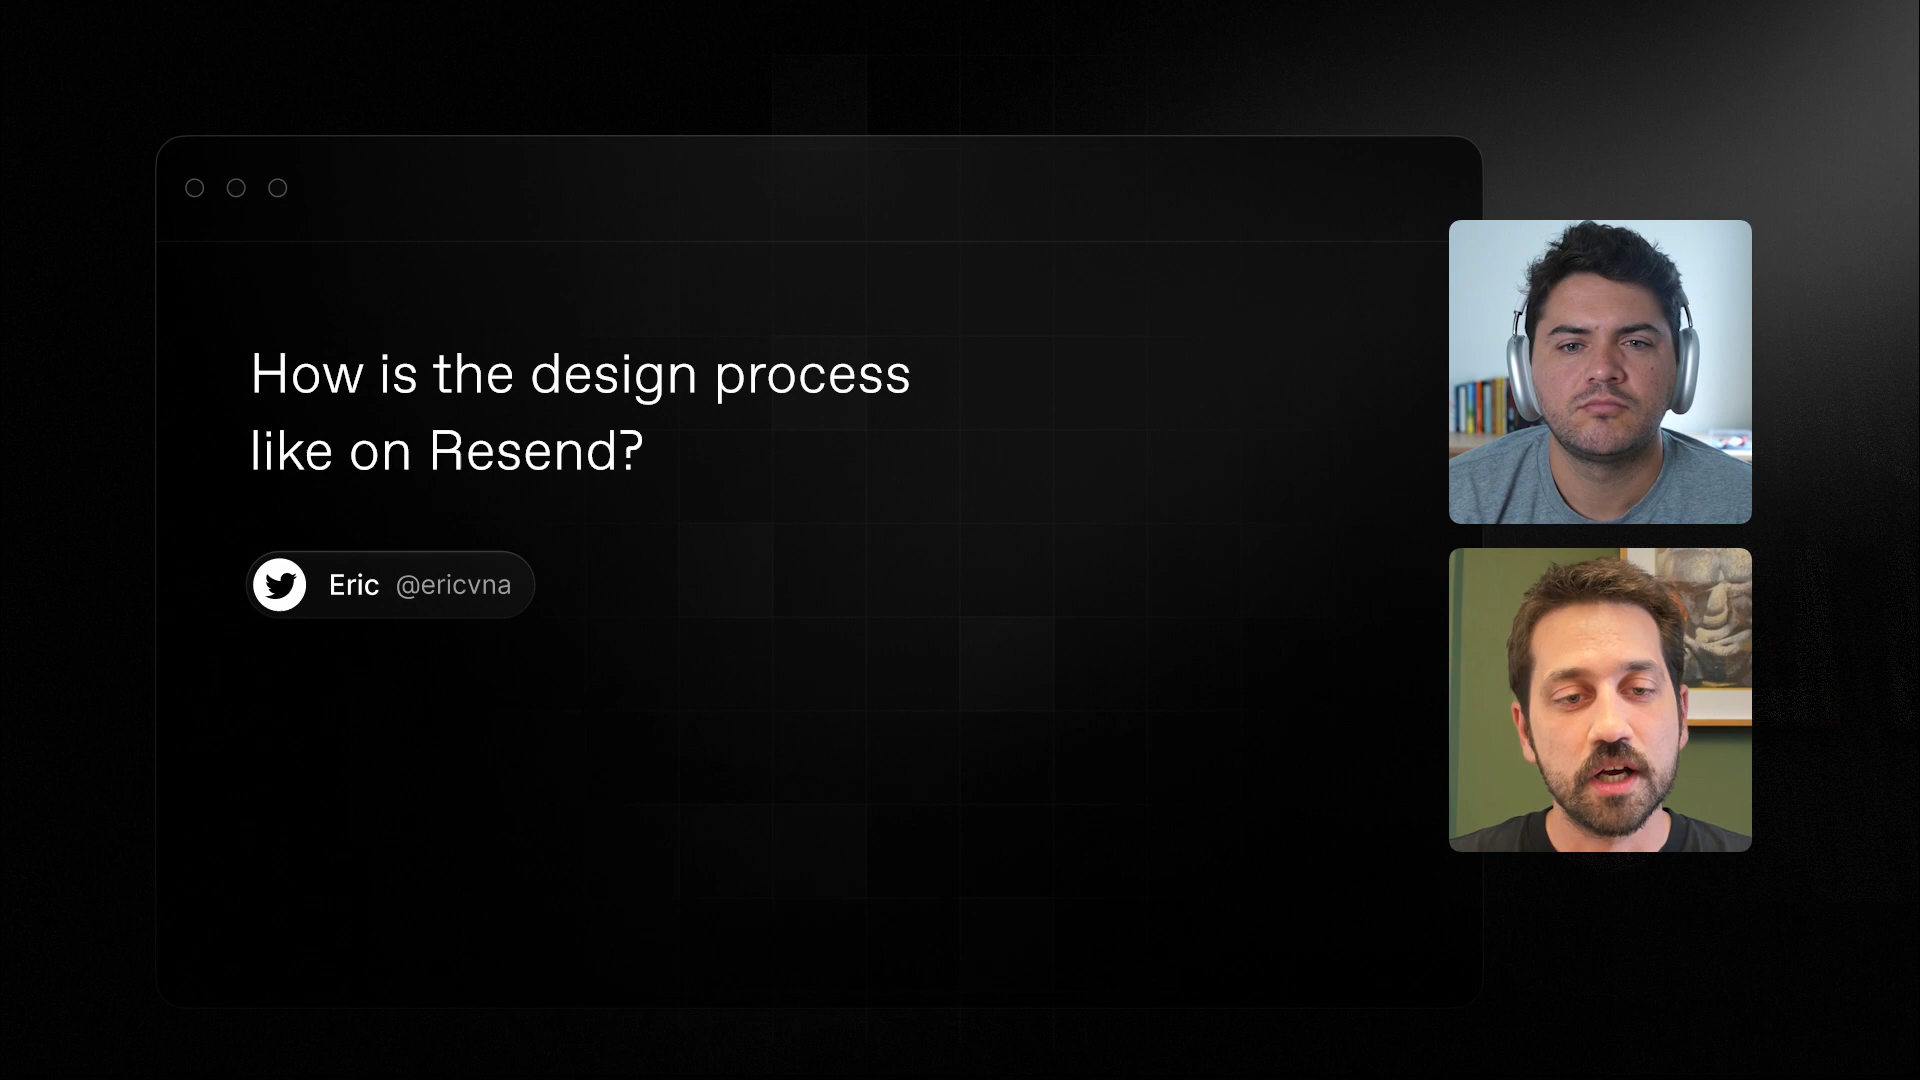 How is the design process
like on Resend?
Eric @ericvna